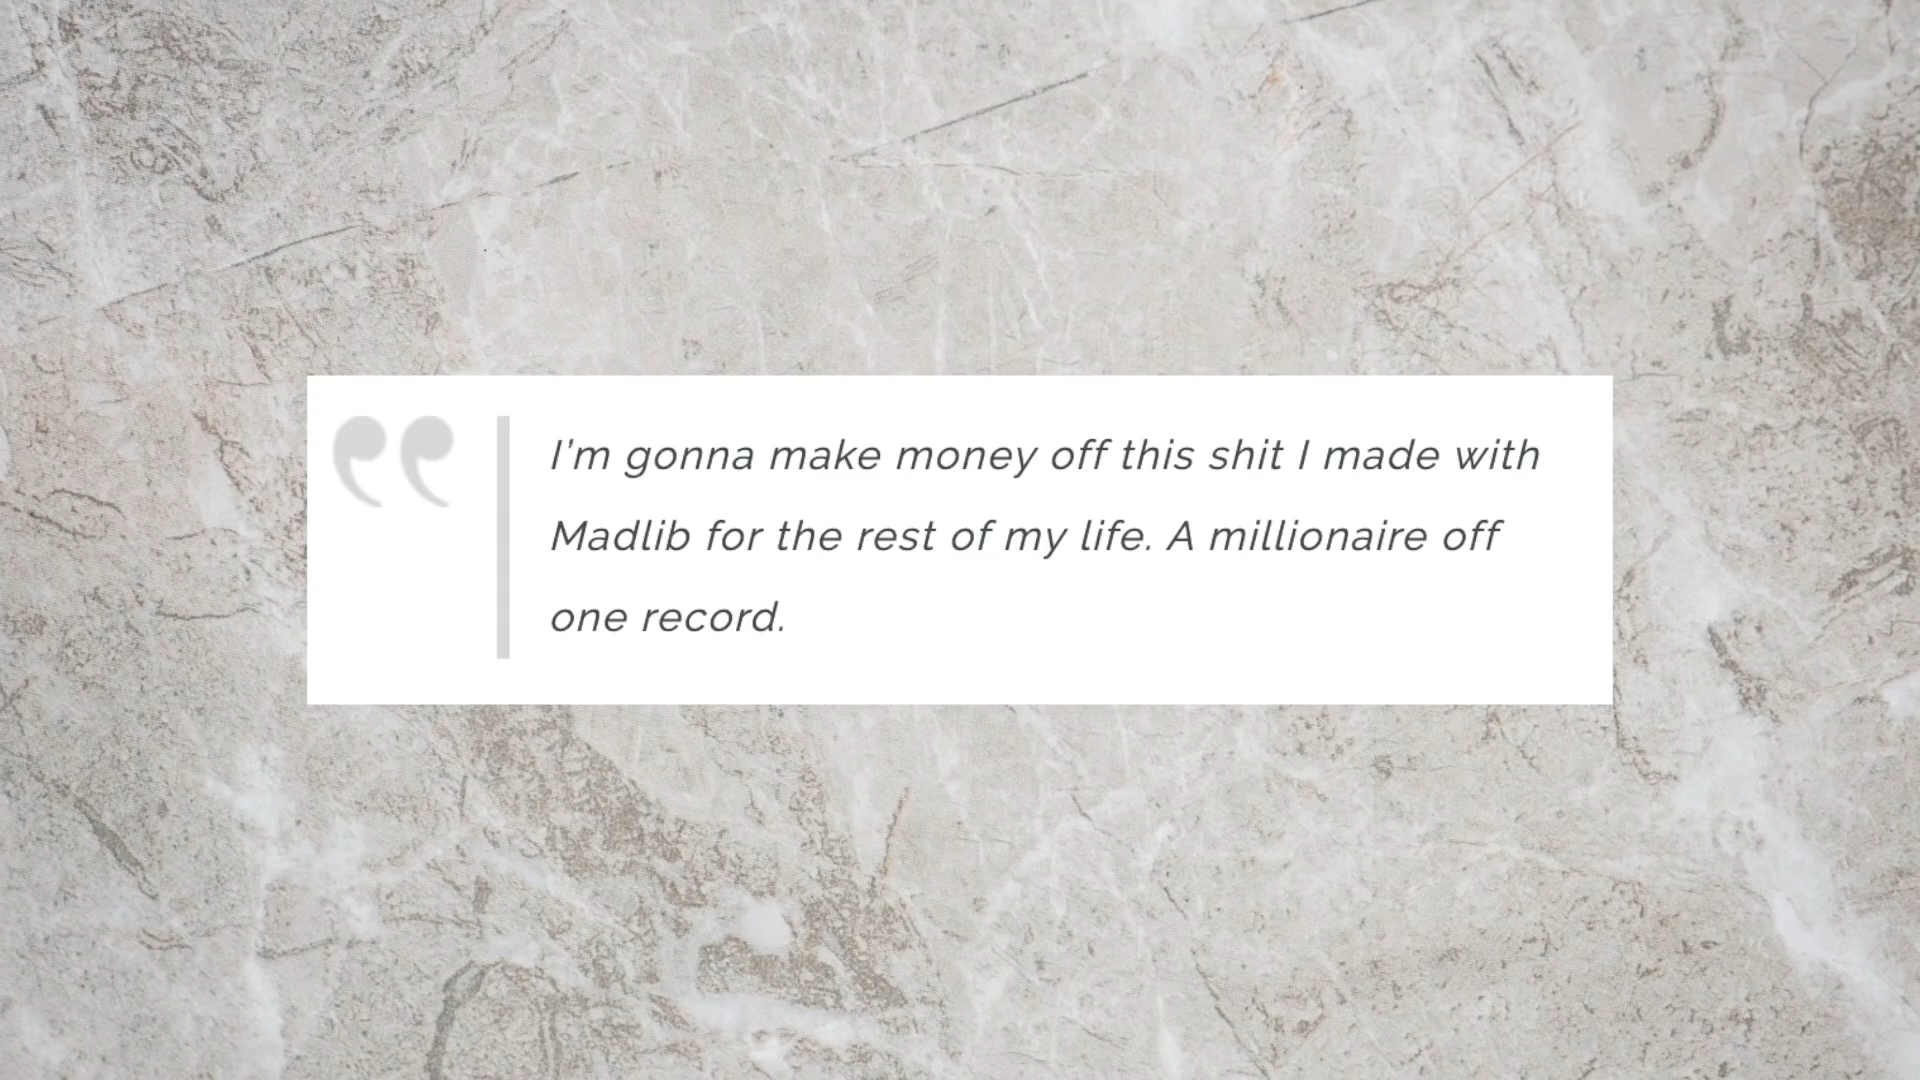 I'm gonna make money off this shit I made with
Madlib for the rest of my life. A millionaire off
one record.